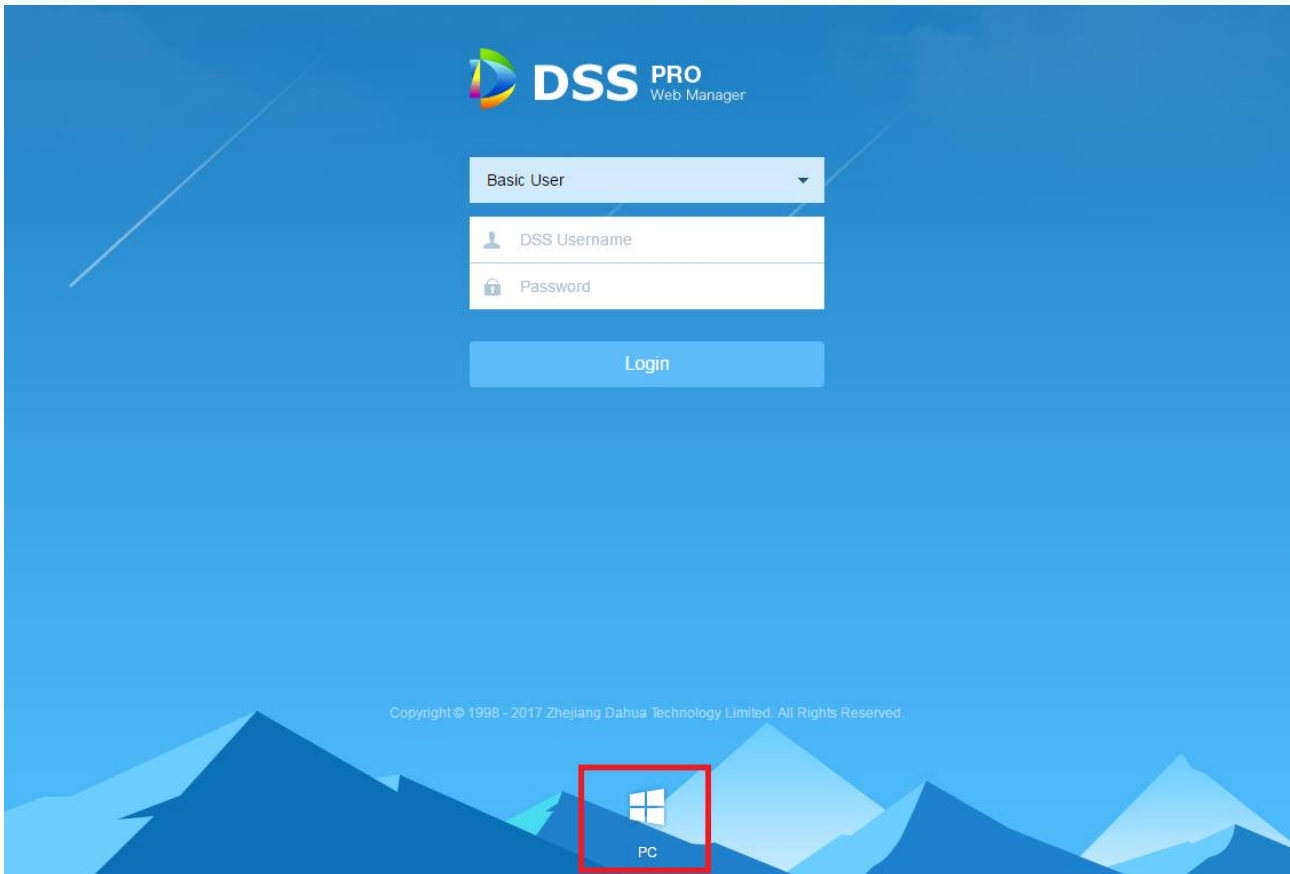 DSS PRO
Web Manager
Basic User
DSS Username
Password
Login
Copyright © 1998 - 2017 Zhejiang Dahua Technology Limited. All Rights Reserved.
PC